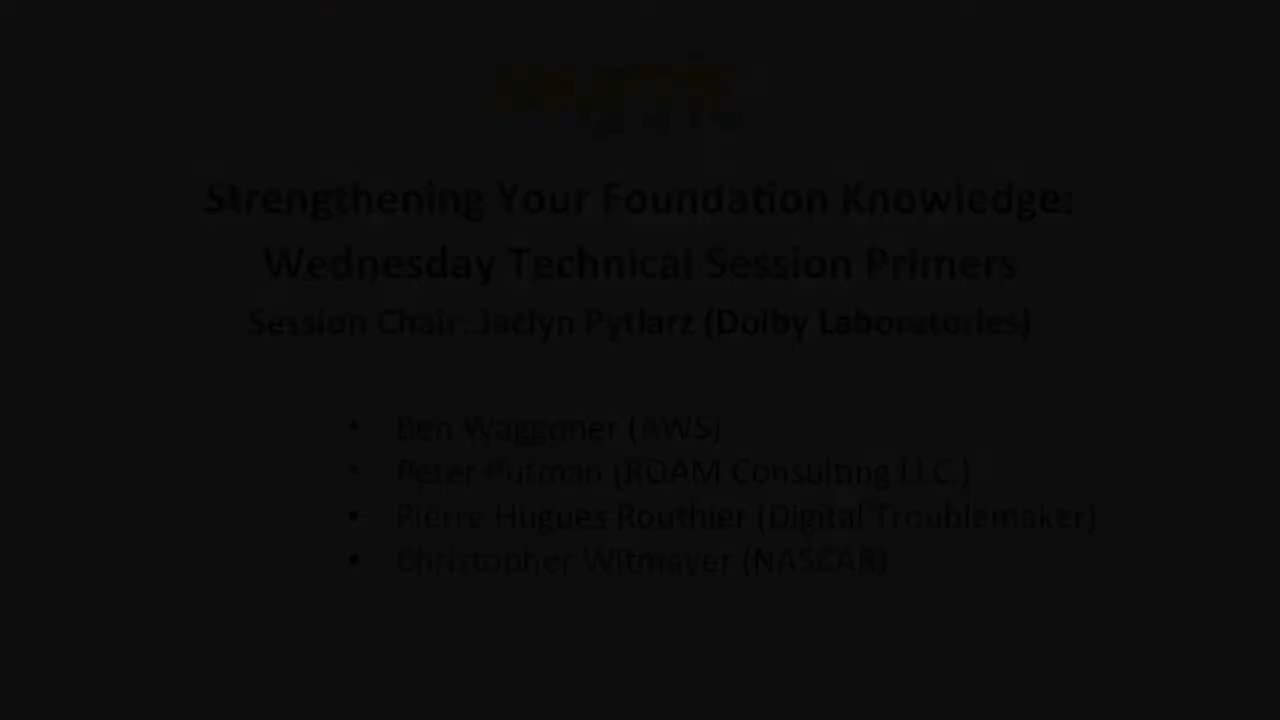 Strengthening Your Foundation Knowledge:
Wednesday Technical Session Primers
Session Chair: Jaclyn Pytlarz (Dolby Laboratories)
• Ben Waggoner (AWS)
• Peter Putman (ROAM Consulting LLC.)
• Pierre Hugues Routhier (Digital Troublemaker)
• Christopher Witmayer (NASCAR)